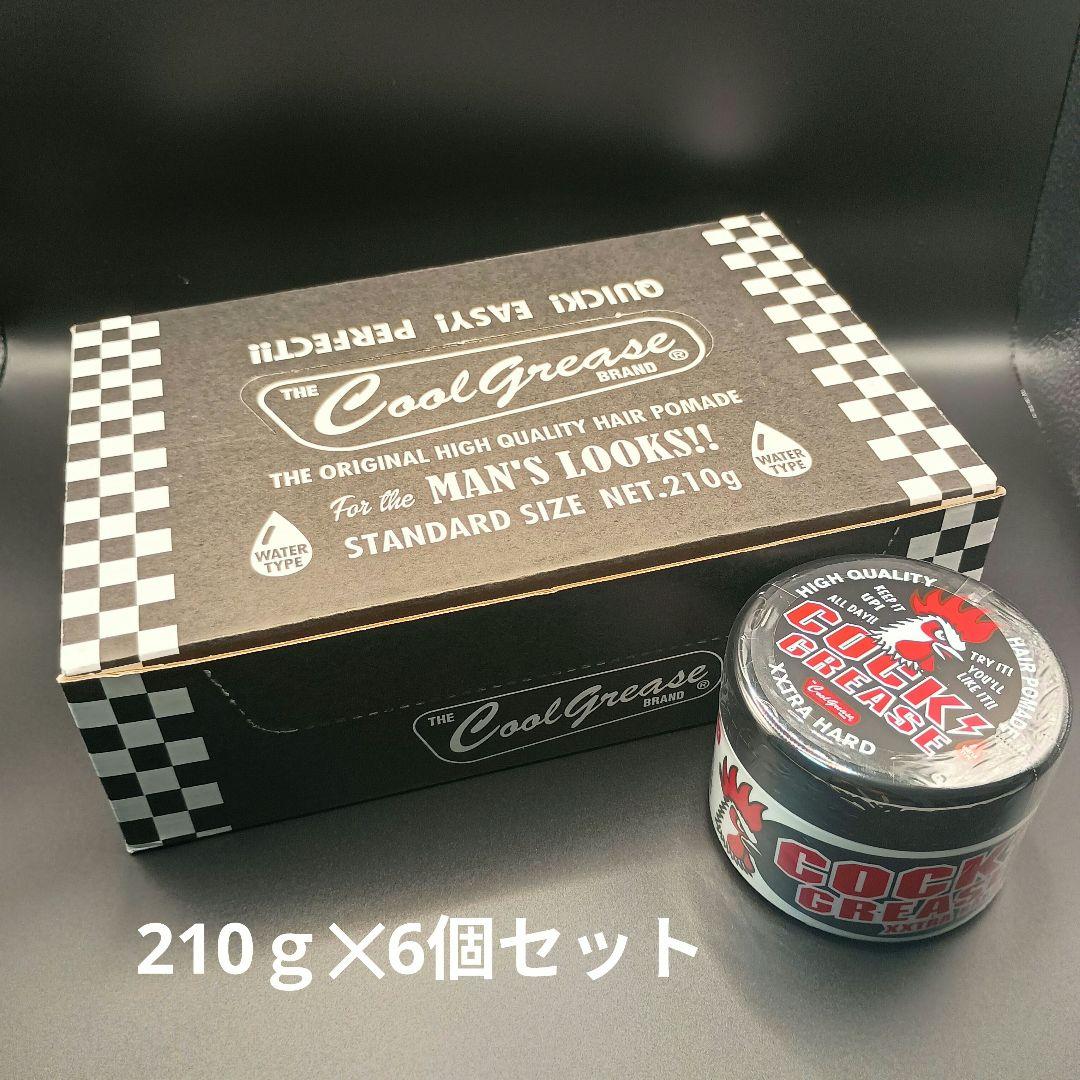 QUICK! EASY! PERFECT!!
THE Cool Grease BRAND ®
THE ORIGINAL HIGH QUALITY HAIR POMADE
For the MAN'S LOOKS!!
STANDARD SIZE NET.210g
WATER
TYPE
WATER
TYPE
THE Cool Grease BRAND ®
HIGH QUALITY
HAIR POMADE
KEEP IT
UP!
ALL DAY!!
COCK
GREASE
TRY IT!
YOU'LL
LIKE IT!!
Cool Grease
XXTRA HARD
COCK
GREAS
210g×6個セット